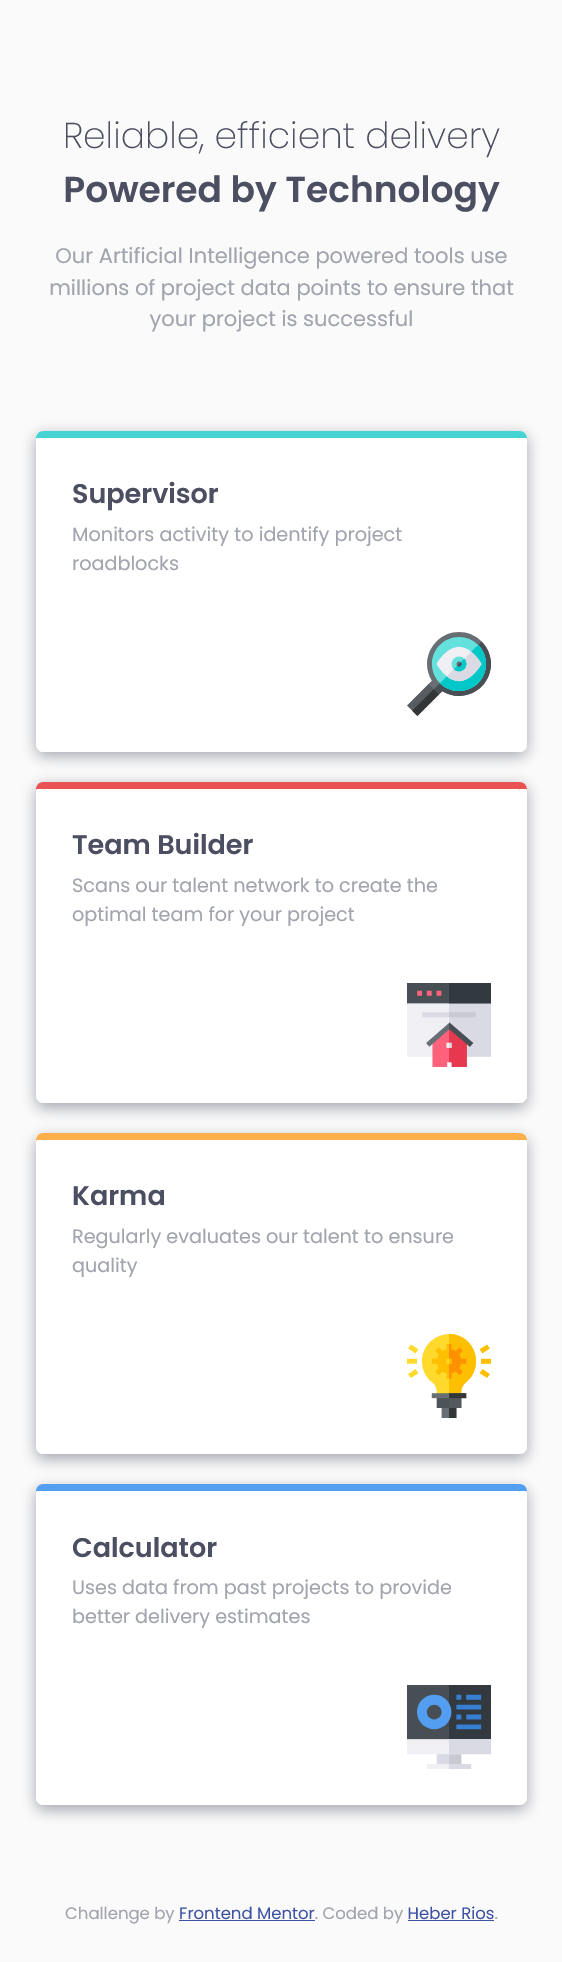 Reliable, efficient delivery
Powered by Technology
Our Artificial Intelligence powered tools use
millions of project data points to ensure that
your project is successful
Supervisor
Monitors activity to identify project
roadblocks
Team Builder
Scans our talent network to create the
optimal team for your project
Karma
Regularly evaluates our talent to ensure
quality
Calculator
Uses data from past projects to provide
better delivery estimates
Challenge by Frontend Mentor. Coded by Heber Rios.